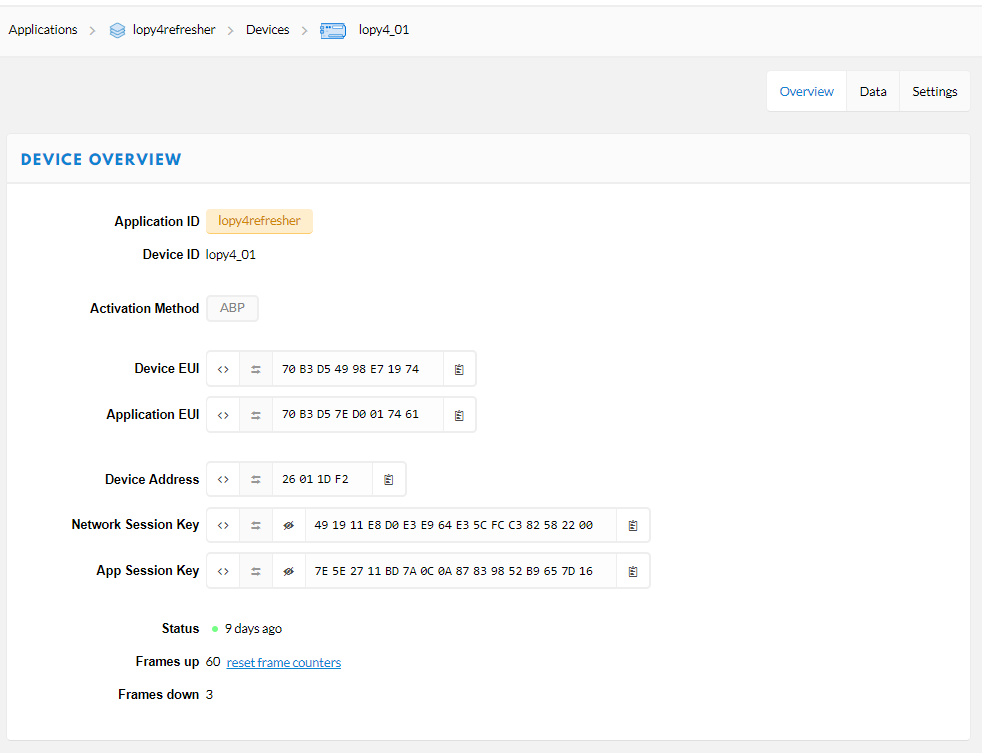 Applications > lopy4refresher > Devices > lopy4_01
Overview Data Settings
DEVICE OVERVIEW
Application ID lopy4refresher
Device ID lopy4_01
Activation Method ABP
Device EUI <> 70 B3 D5 49 98 E7 19 74
Application EUI <> 70 B3 D5 7E D0 01 74 61
Device Address <> 26 01 1D F2
Network Session Key <> 49 19 11 E8 D0 E3 E9 64 E3 5C FC C3 82 58 22 00
App Session Key <> 7E 5E 27 11 BD 7A 0C 0A 87 83 98 52 B9 65 7D 16
Status 9 days ago
Frames up 60 reset frame counters
Frames down 3